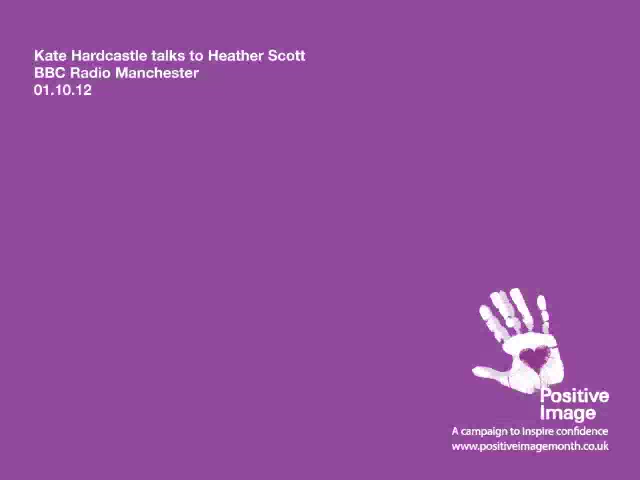 Kate Hardcastle talks to Heather Scott
BBC Radio Manchester
01.10.12
Positive
Image
A campaign to inspire confidence
www.positiveimagemonth.co.uk